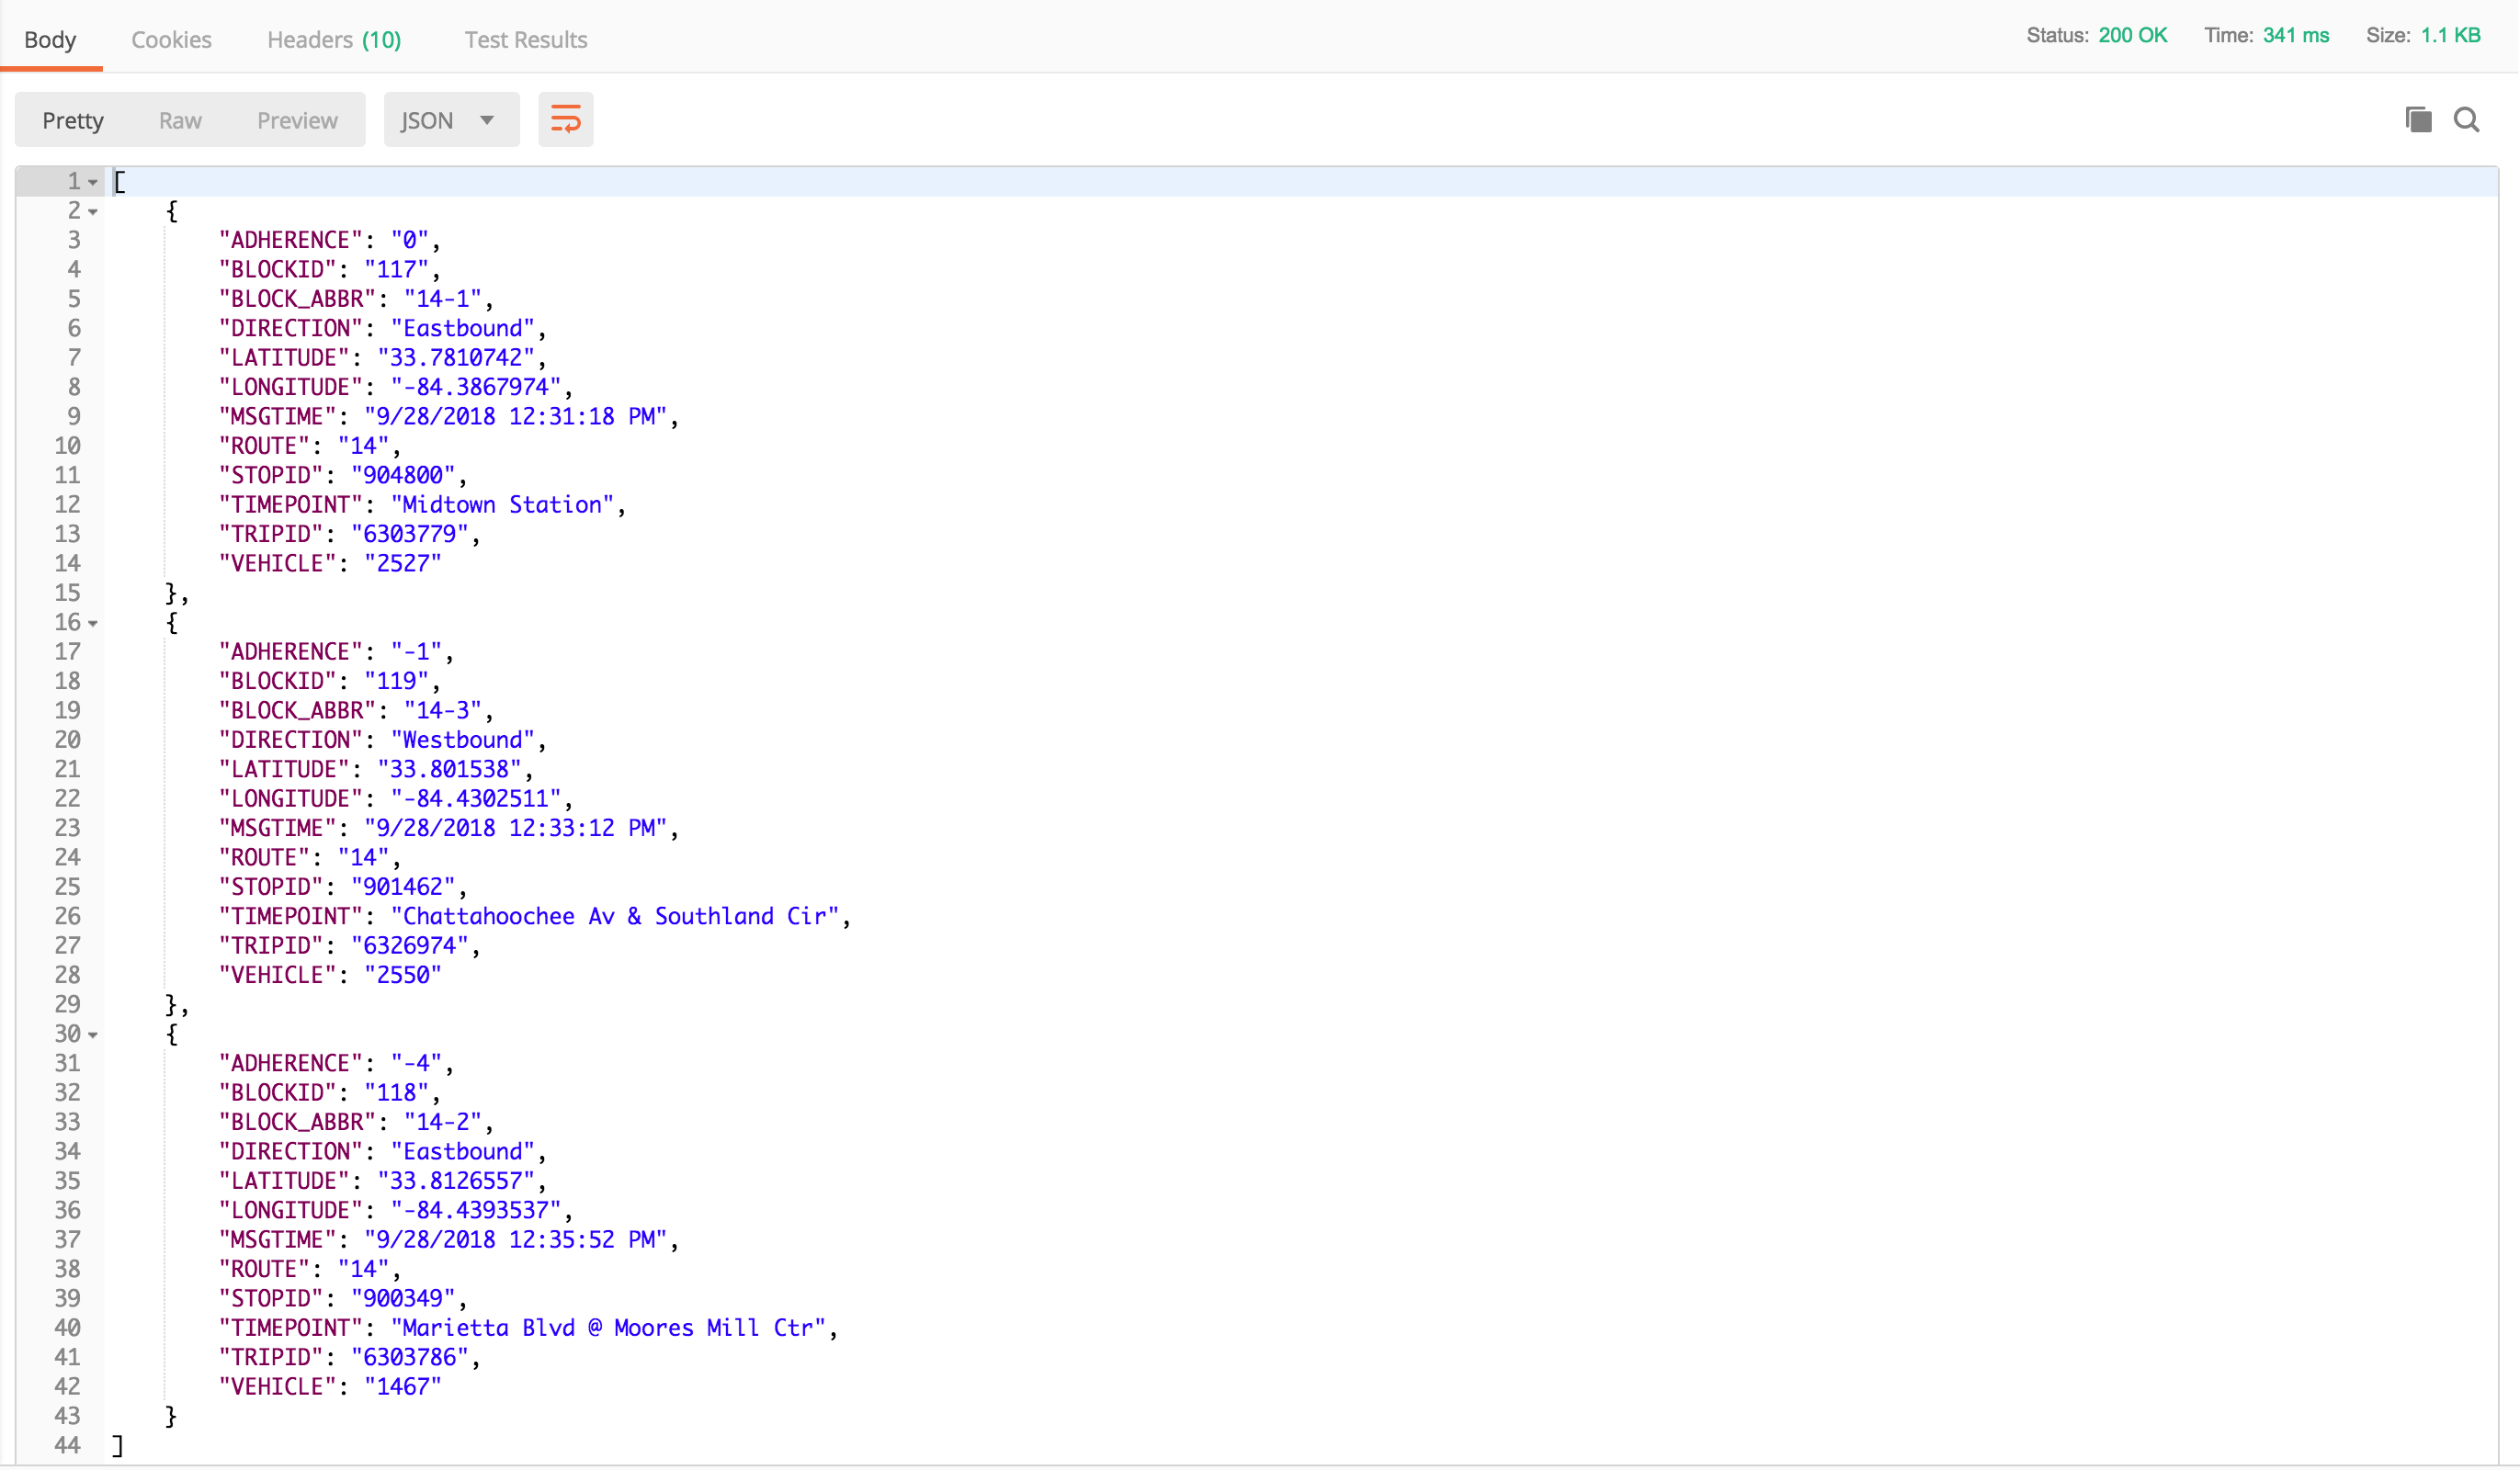 Body Cookies Headers (10) Test Results Status: 200 OK Time: 341 ms Size: 1.1 KB
Pretty Raw Preview JSON
1 [
2 {
3 "ADHERENCE": "0",
4 "BLOCKID": "117",
5 "BLOCK_ABBR": "14-1",
6 "DIRECTION": "Eastbound",
7 "LATITUDE": "33.7810742",
8 "LONGITUDE": "-84.3867974",
9 "MSGTIME": "9/28/2018 12:31:18 PM",
10 "ROUTE": "14",
11 "STOPID": "904800",
12 "TIMEPOINT": "Midtown Station",
13 "TRIPID": "6303779",
14 "VEHICLE": "2527"
15 },
16 {
17 "ADHERENCE": "-1",
18 "BLOCKID": "119",
19 "BLOCK_ABBR": "14-3",
20 "DIRECTION": "Westbound",
21 "LATITUDE": "33.801538",
22 "LONGITUDE": "-84.4302511",
23 "MSGTIME": "9/28/2018 12:33:12 PM",
24 "ROUTE": "14",
25 "STOPID": "901462",
26 "TIMEPOINT": "Chattahoochee Av & Southland Cir",
27 "TRIPID": "6326974",
28 "VEHICLE": "2550"
29 },
30 {
31 "ADHERENCE": "-4",
32 "BLOCKID": "118",
33 "BLOCK_ABBR": "14-2",
34 "DIRECTION": "Eastbound",
35 "LATITUDE": "33.8126557",
36 "LONGITUDE": "-84.4393537",
37 "MSGTIME": "9/28/2018 12:35:52 PM",
38 "ROUTE": "14",
39 "STOPID": "900349",
40 "TIMEPOINT": "Marietta Blvd @ Moores Mill Ctr",
41 "TRIPID": "6303786",
42 "VEHICLE": "1467"
43 }
44 ]